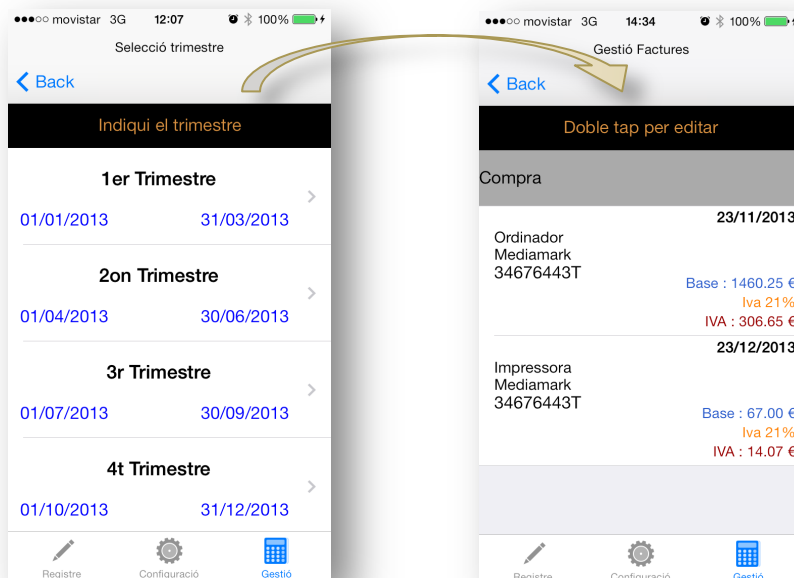 movistar 3G 12:07 100%
Selecció trimestre
Back
Indiqui el trimestre
1er Trimestre
01/01/2013 31/03/2013
2on Trimestre
01/04/2013 30/06/2013
3r Trimestre
01/07/2013 30/09/2013
4t Trimestre
01/10/2013 31/12/2013
Registre Configuració Gestió
movistar 3G 14:34 100%
Gestió Factures
Back
Doble tap per editar
Compra
23/11/2013
Ordinador
Mediamark
34676443T
Base : 1460.25 €
Iva 21%
IVA : 306.65 €
23/12/2013
Impressora
Mediamark
34676443T
Base : 67.00 €
Iva 21%
IVA : 14.07 €
Registre Configuració Gestió